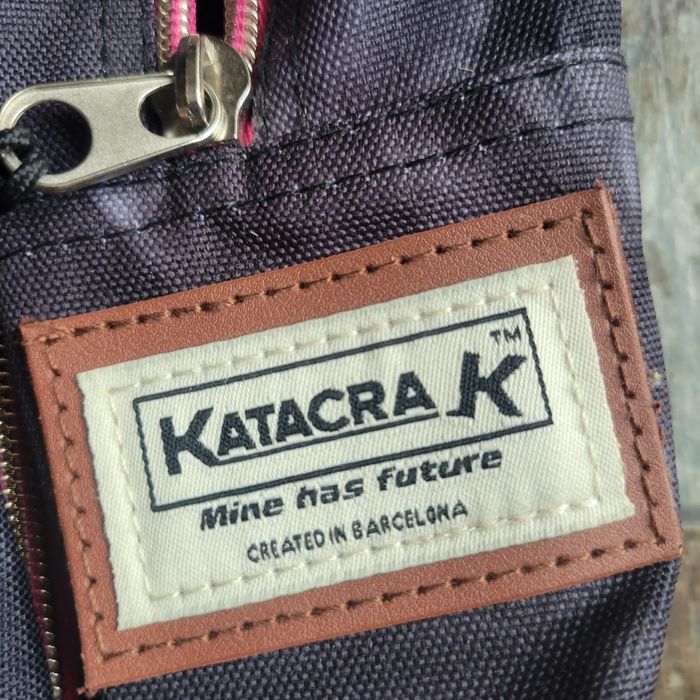 KATACRAK™
Mine has future
CREATED IN BARCELONA